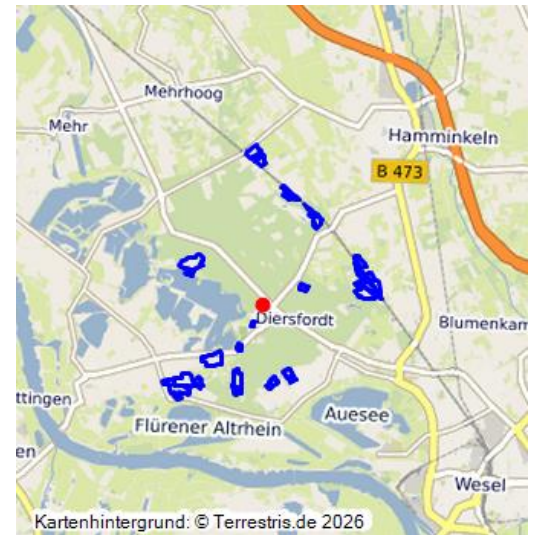 Mehrhoog
Mehr
Hamminkeln
B 473
Diersfordt
Blumenkam
ttingen
Auesee
Flürener Altrhein
en
Wesel
Kartenhintergrund: © Terrestris.de 2026